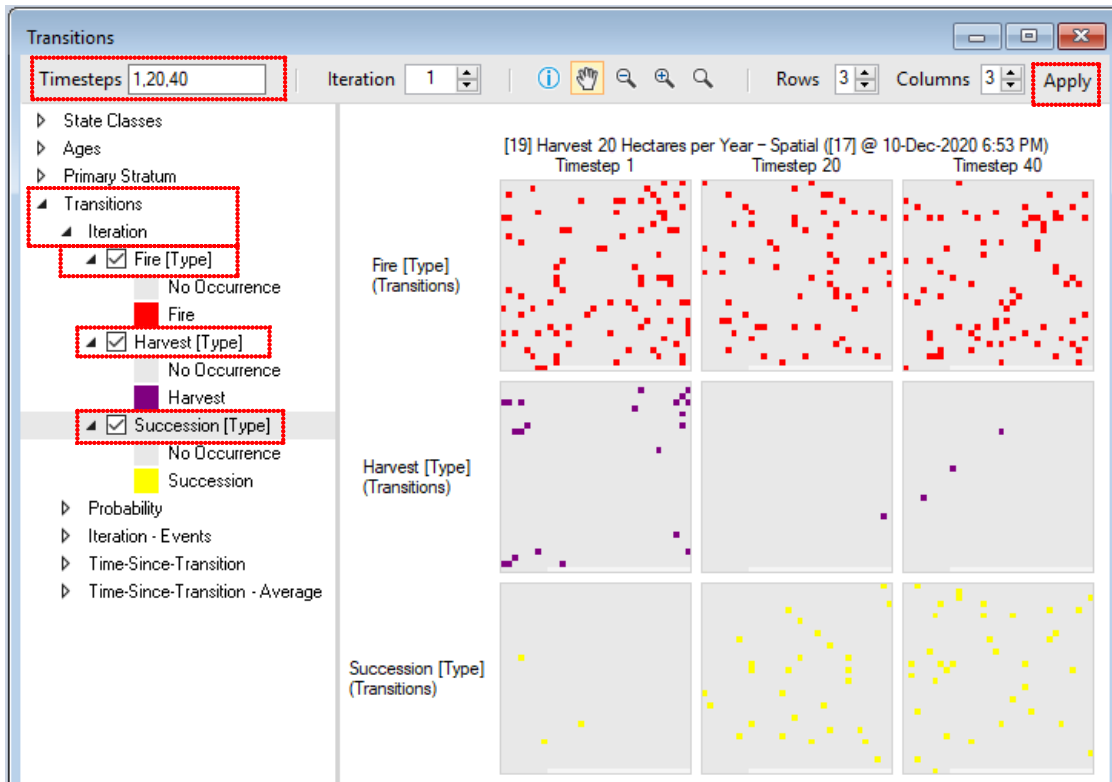 Transitions
Timesteps 1,20,40 Iteration 1 Rows 3 Columns 3 Apply
State Classes
Ages
Primary Stratum
Transitions
Iteration
Fire [Type]
No Occurrence
Fire
Harvest [Type]
No Occurrence
Harvest
Succession [Type]
No Occurrence
Succession
Probability
Iteration - Events
Time-Since-Transition
Time-Since-Transition - Average
[19] Harvest 20 Hectares per Year – Spatial ([17] @ 10-Dec-2020 6:53 PM)
Timestep 1 Timestep 20 Timestep 40
Fire [Type]
(Transitions)
Harvest [Type]
(Transitions)
Succession [Type]
(Transitions)